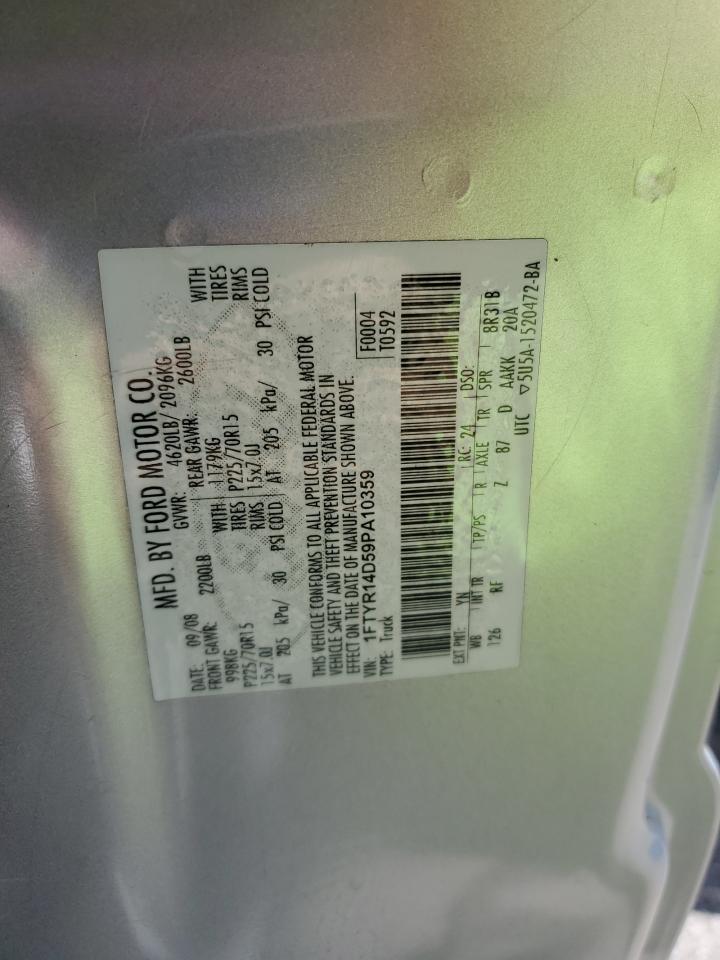 MFD. BY FORD MOTOR CO.
DATE: 09/08 GVWR: 4620LB/ 2096KG
FRONT GAWR: 2200LB REAR GAWR: 2600LB
998KG WITH 1179KG WITH
P225/70R15 TIRES P225/70R15 TIRES
15x7.0J RIMS 15x7.0J RIMS
AT 205 kPa/ 30 PSI COLD AT 205 kPa/ 30 PSI COLD
THIS VEHICLE CONFORMS TO ALL APPLICABLE FEDERAL MOTOR
VEHICLE SAFETY AND THEFT PREVENTION STANDARDS IN
EFFECT ON THE DATE OF MANUFACTURE SHOWN ABOVE.
VIN: 1FTYR14D59PA10359 F0004
TYPE: Truck T0592
EXT PNT: YN RC: 24 DSO:
WB INT TR TP/PS R AXLE TR SPR 8R31B
126 RF Z 87 D AAKK 20A
UTC ▽5U5A-1520472-BA